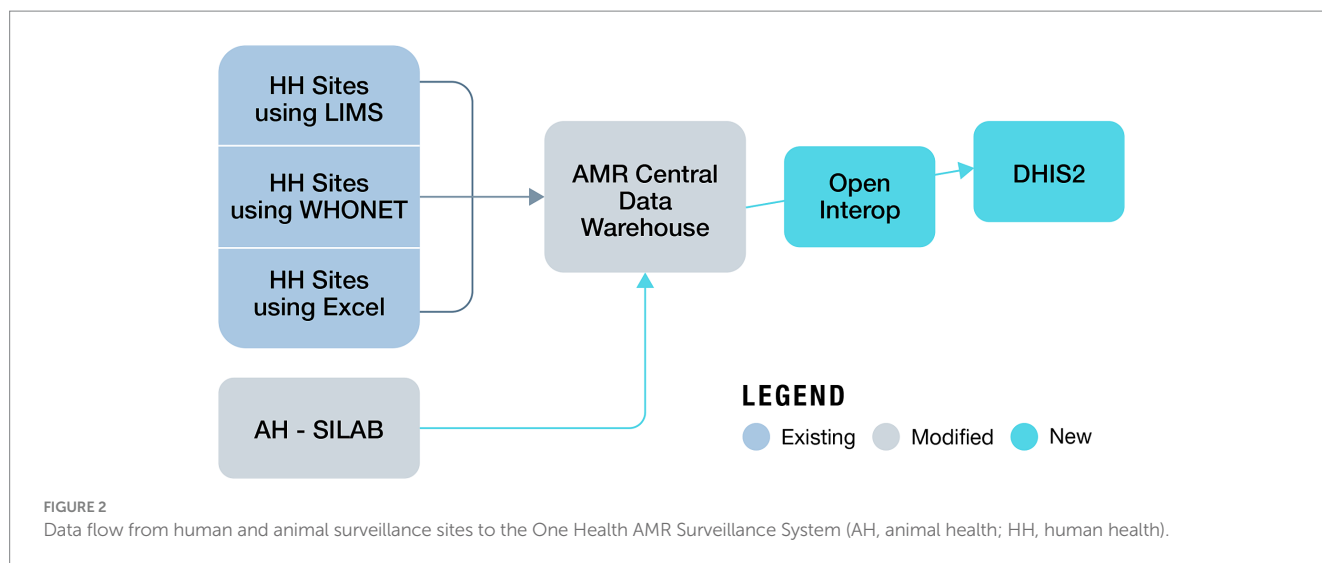 HH Sites
using LIMS
HH Sites
using WHONET
HH Sites
using Excel
AH - SILAB
AMR Central
Data
Warehouse
Open
Interop
DHIS2
LEGEND
Existing
Modified
New
FIGURE 2
Data flow from human and animal surveillance sites to the One Health AMR Surveillance System (AH, animal health; HH, human health).